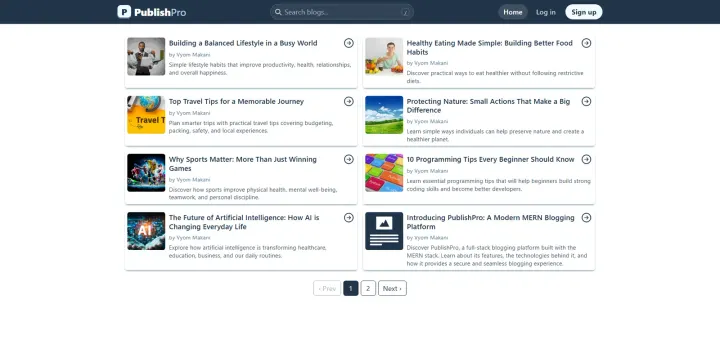 P PublishPro
Search blogs...
/
Home
Log in
Sign up
Building a Balanced Lifestyle in a Busy World
by Vyom Makani
Simple lifestyle habits that improve productivity, health, relationships,
and overall happiness.
Healthy Eating Made Simple: Building Better Food
Habits
by Vyom Makani
Discover practical ways to eat healthier without following restrictive
diets.
Travel T
Top Travel Tips for a Memorable Journey
by Vyom Makani
Plan smarter trips with practical travel tips covering budgeting,
packing, safety, and local experiences.
Protecting Nature: Small Actions That Make a Big
Difference
by Vyom Makani
Learn simple ways individuals can help preserve nature and create a
healthier planet.
Why Sports Matter: More Than Just Winning
Games
by Vyom Makani
Discover how sports improve physical health, mental well-being,
teamwork, and personal discipline.
10 Programming Tips Every Beginner Should Know
by Vyom Makani
Learn essential programming tips that will help beginners build strong
coding skills and become better developers.
AI
The Future of Artificial Intelligence: How AI is
Changing Everyday Life
by Vyom Makani
Explore how artificial intelligence is transforming healthcare,
education, business, and our daily routines.
Introducing PublishPro: A Modern MERN Blogging
Platform
by Vyom Makani
Discover PublishPro, a full-stack blogging platform built with the
MERN stack. Learn about its features, the technologies behind it, and
how it provides a secure and seamless blogging experience.
‹ Prev
1
2
Next ›